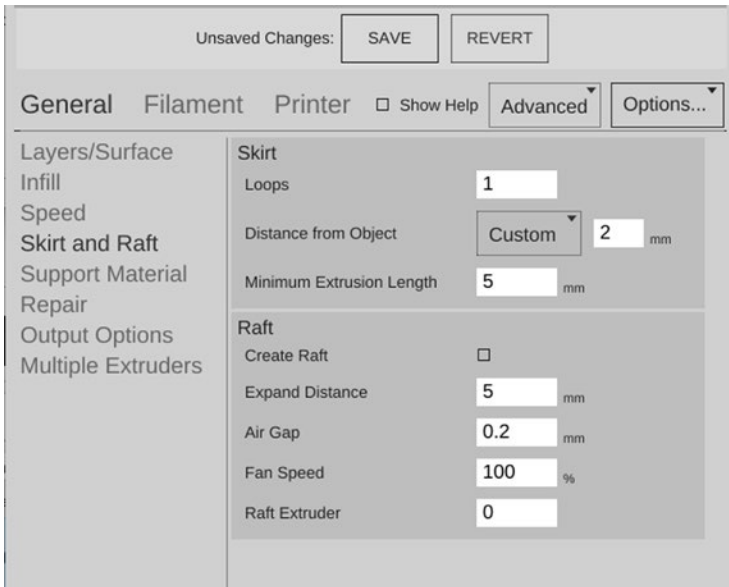 Unsaved Changes: SAVE REVERT
General Filament Printer Show Help Advanced Options...
Layers/Surface
Infill
Speed
Skirt and Raft
Support Material
Repair
Output Options
Multiple Extruders
Skirt
Loops 1
Distance from Object Custom 2 mm
Minimum Extrusion Length 5 mm
Raft
Create Raft
Expand Distance 5 mm
Air Gap 0.2 mm
Fan Speed 100 %
Raft Extruder 0